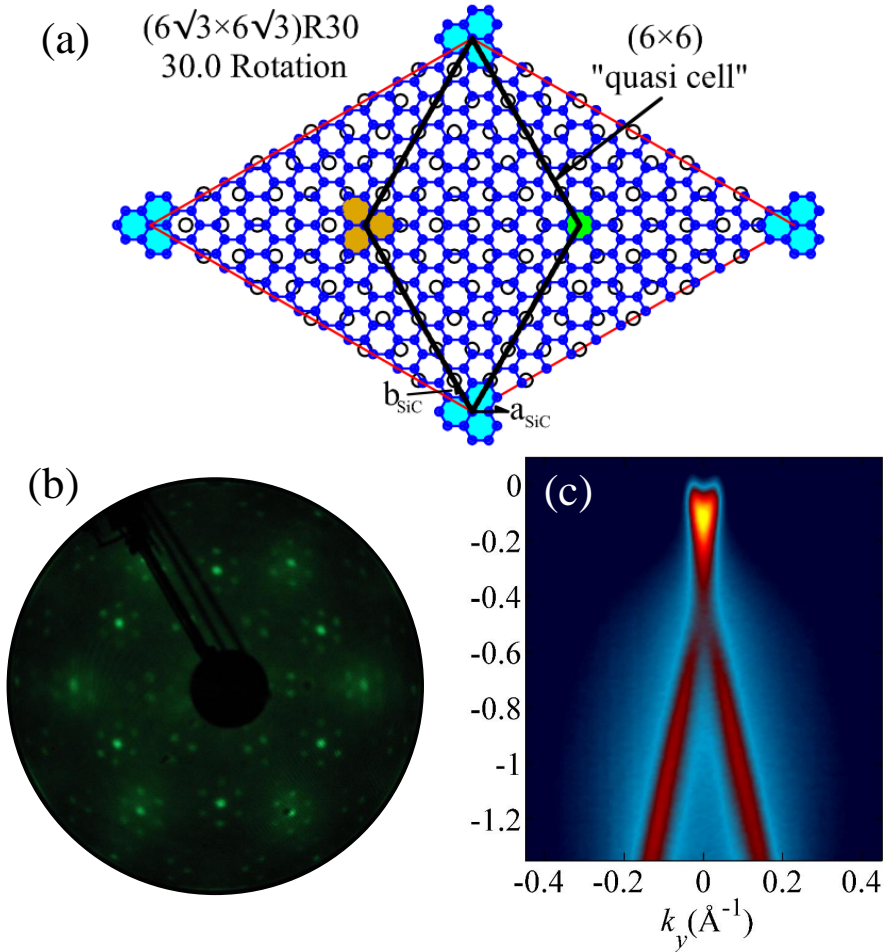 (a)
(6√3×6√3)R30
30.0 Rotation
(6×6)
"quasi cell"
b_SiC
a_SiC
(b)
(c)
0
-0.2
-0.4
-0.6
-0.8
-1
-1.2
-0.4 -0.2 0 0.2 0.4
k_y(Å⁻¹)